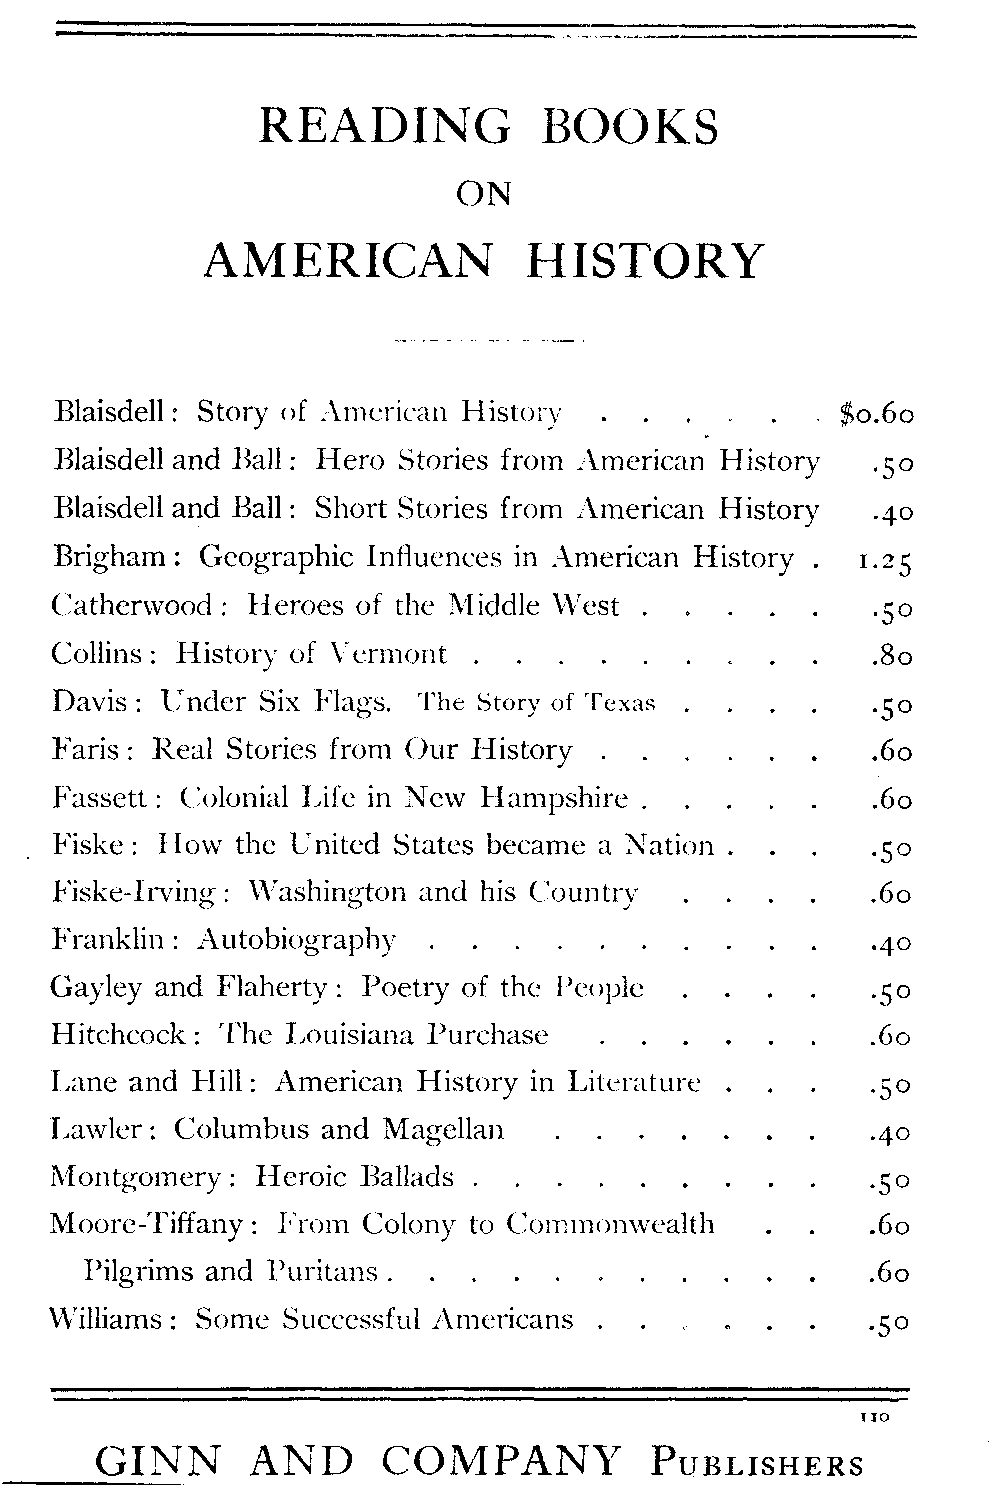 READING BOOKS
ON
AMERICAN HISTORY
Blaisdell: Story of American History . . . . . . $0.60
Blaisdell and Ball: Hero Stories from American History .50
Blaisdell and Ball: Short Stories from American History .40
Brigham: Geographic Influences in American History . 1.25
Catherwood: Heroes of the Middle West . . . . . .50
Collins: History of Vermont . . . . . . . . . .80
Davis: Under Six Flags. The Story of Texas . . . . .50
Faris: Real Stories from Our History . . . . . . .60
Fassett: Colonial Life in New Hampshire . . . . . .60
Fiske: How the United States became a Nation . . . .50
Fiske-Irving: Washington and his Country . . . . .60
Franklin: Autobiography . . . . . . . . . . .40
Gayley and Flaherty: Poetry of the People . . . . .50
Hitchcock: The Louisiana Purchase . . . . . . .60
Lane and Hill: American History in Literature . . . .50
Lawler: Columbus and Magellan . . . . . . . .40
Montgomery: Heroic Ballads . . . . . . . . . .50
Moore-Tiffany: From Colony to Commonwealth . . .60
Pilgrims and Puritans . . . . . . . . . . . .60
Williams: Some Successful Americans . . . . . . .50
110
GINN AND COMPANY PUBLISHERS